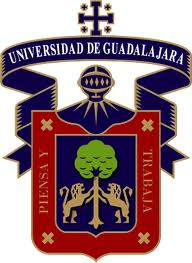 UNIVERSIDAD DE GUADALAJARA
PIENSA Y
TRABAJA